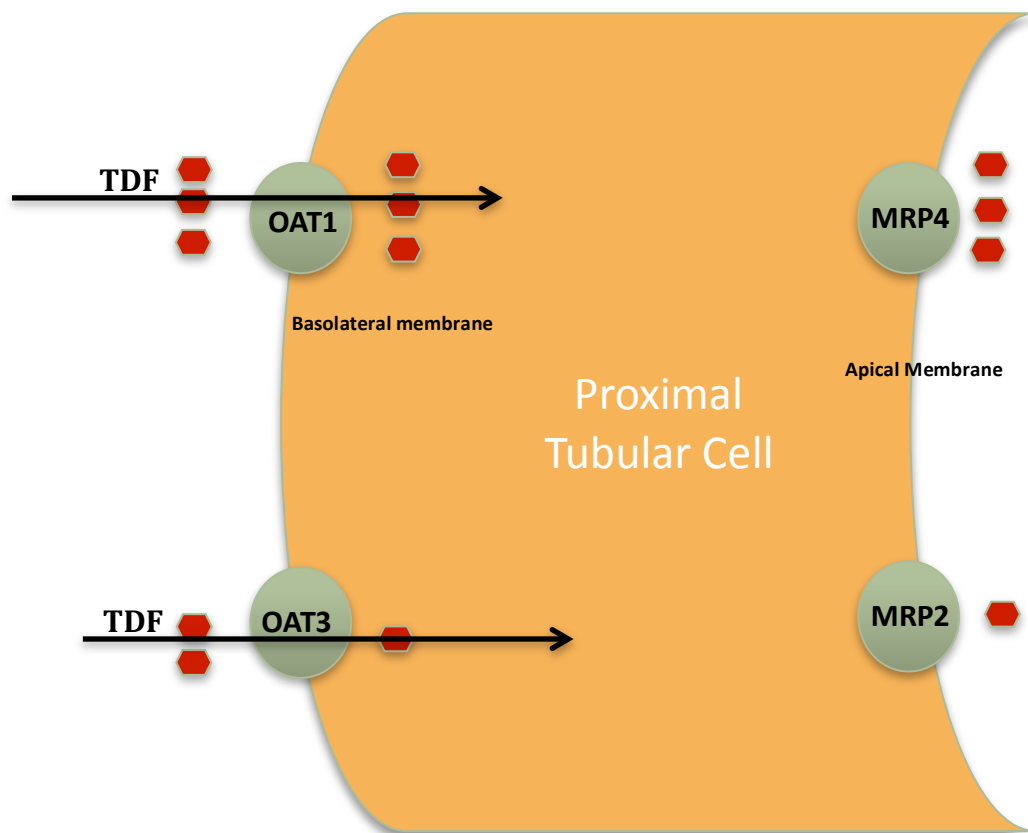 TDF
OAT1
MRP4
Basolateral membrane
Apical Membrane
Proximal
Tubular Cell
TDF
OAT3
MRP2